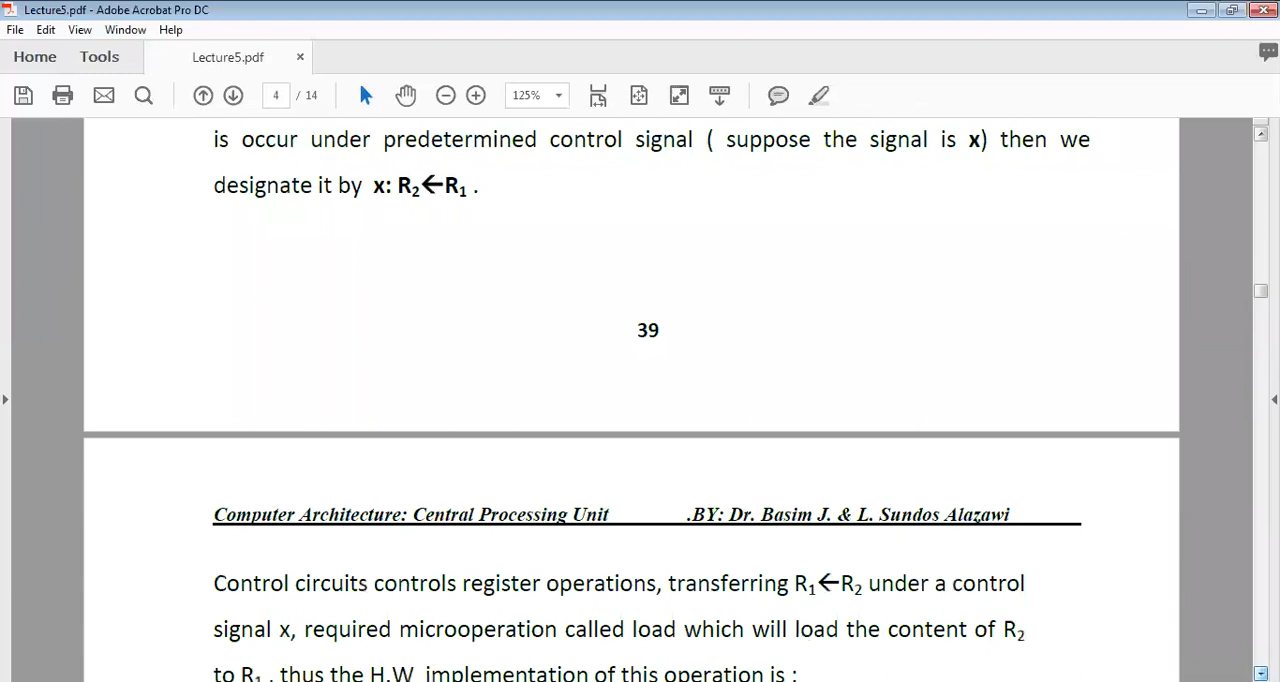 Lecture5.pdf - Adobe Acrobat Pro DC
File Edit View Window Help
Home Tools Lecture5.pdf ×
4 / 14 125%
is occur under predetermined control signal ( suppose the signal is x) then we
designate it by x: R₂←R₁ .
39
Computer Architecture: Central Processing Unit .BY: Dr. Basim J. & L. Sundos Alazawi
Control circuits controls register operations, transferring R₁←R₂ under a control
signal x, required microoperation called load which will load the content of R₂
to R₁ , thus the H.W implementation of this operation is :